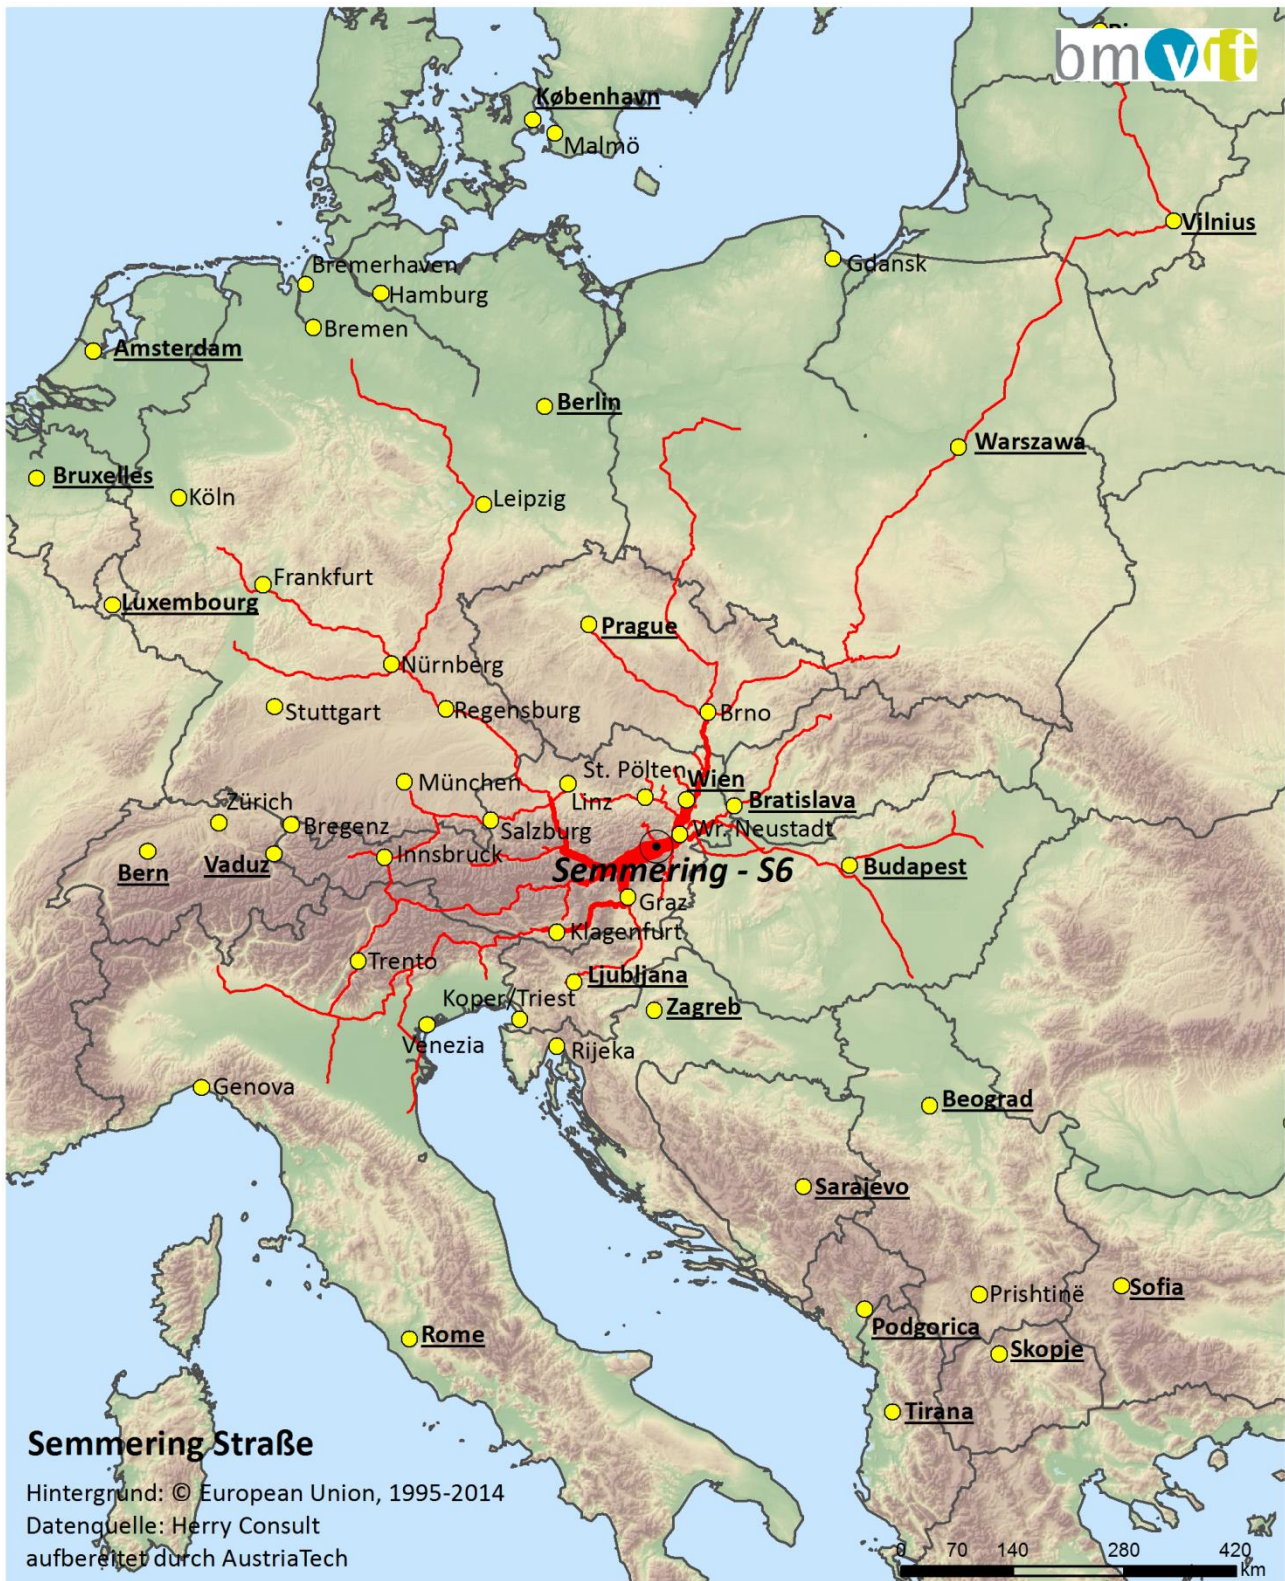 bmvit
København
Malmö
Vilnius
Gdansk
Bremerhaven
Hamburg
Bremen
Amsterdam
Berlin
Warszawa
Bruxelles
Köln
Leipzig
Frankfurt
Luxembourg
Prague
Nürnberg
Stuttgart
Regensburg
Brno
München
St. Pölten
Wien
Linz
Bratislava
Zürich
Bregenz
Salzburg
Wr. Neustadt
Bern
Vaduz
Innsbruck
Semmering - S6
Budapest
Graz
Klagenfurt
Trento
Ljubljana
Koper/Triest
Zagreb
Venezia
Rijeka
Genova
Beograd
Sarajevo
Prishtinë
Sofia
Podgorica
Rome
Skopje
Tirana
Semmering Straße
Hintergrund: © European Union, 1995-2014
Datenquelle: Herry Consult
aufbereitet durch AustriaTech
0 70 140 280 420
km